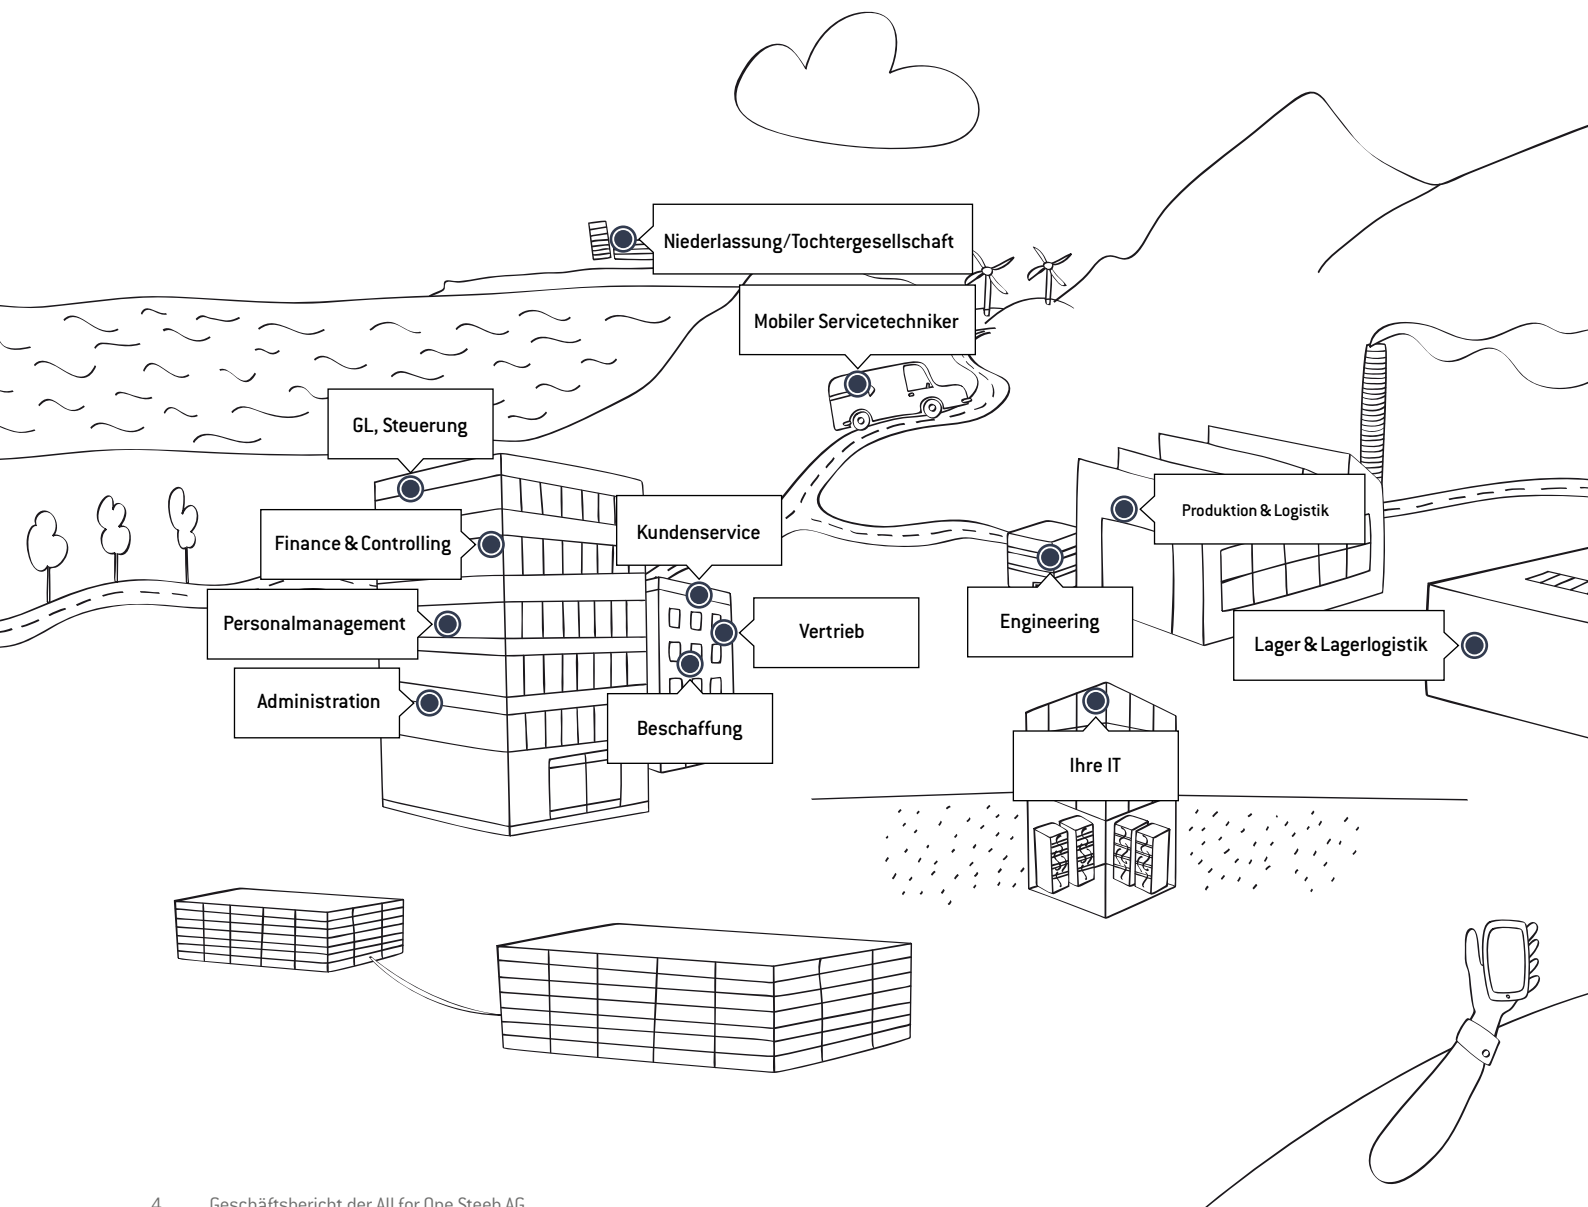 Niederlassung/Tochtergesellschaft
Mobiler Servicetechniker
GL, Steuerung
Finance & Controlling
Kundenservice
Produktion & Logistik
Personalmanagement
Vertrieb
Engineering
Lager & Lagerlogistik
Administration
Beschaffung
Ihre IT
4 Geschäftsbericht der All for One Steeb AG